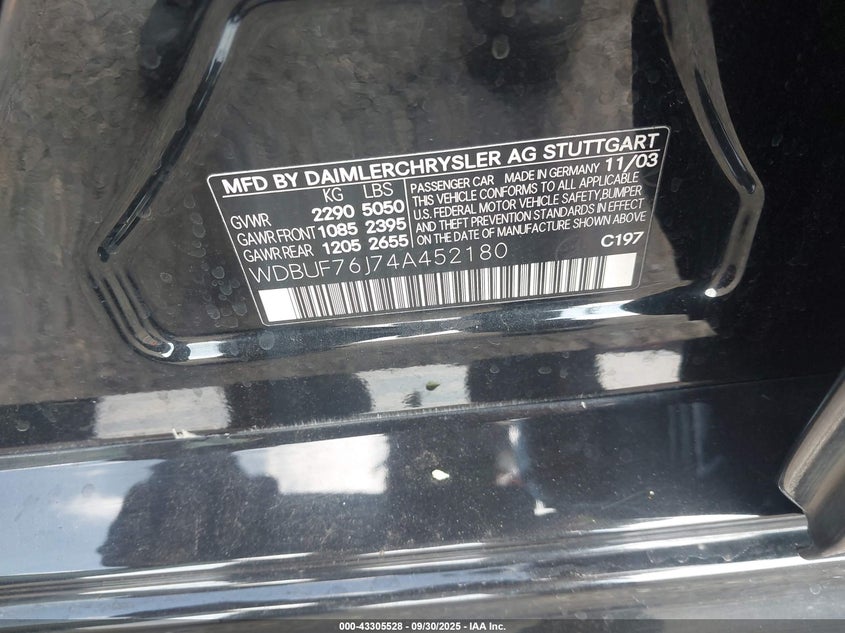 MFD BY DAIMLERCHRYSLER AG STUTTGART
KG LBS
GVWR 2290 5050
GAWR FRONT 1085 2395
GAWR REAR 1205 2655
PASSENGER CAR MADE IN GERMANY 11/03
THIS VEHICLE CONFORMS TO ALL APPLICABLE
U.S. FEDERAL MOTOR VEHICLE SAFETY, BUMPER
AND THEFT PREVENTION STANDARDS IN EFFECT
ON THE DATE OF MANUFACTURE SHOWN ABOVE
C197
WDBUF76J74A452180
000-43305528 - 09/30/2025 - IAA Inc.